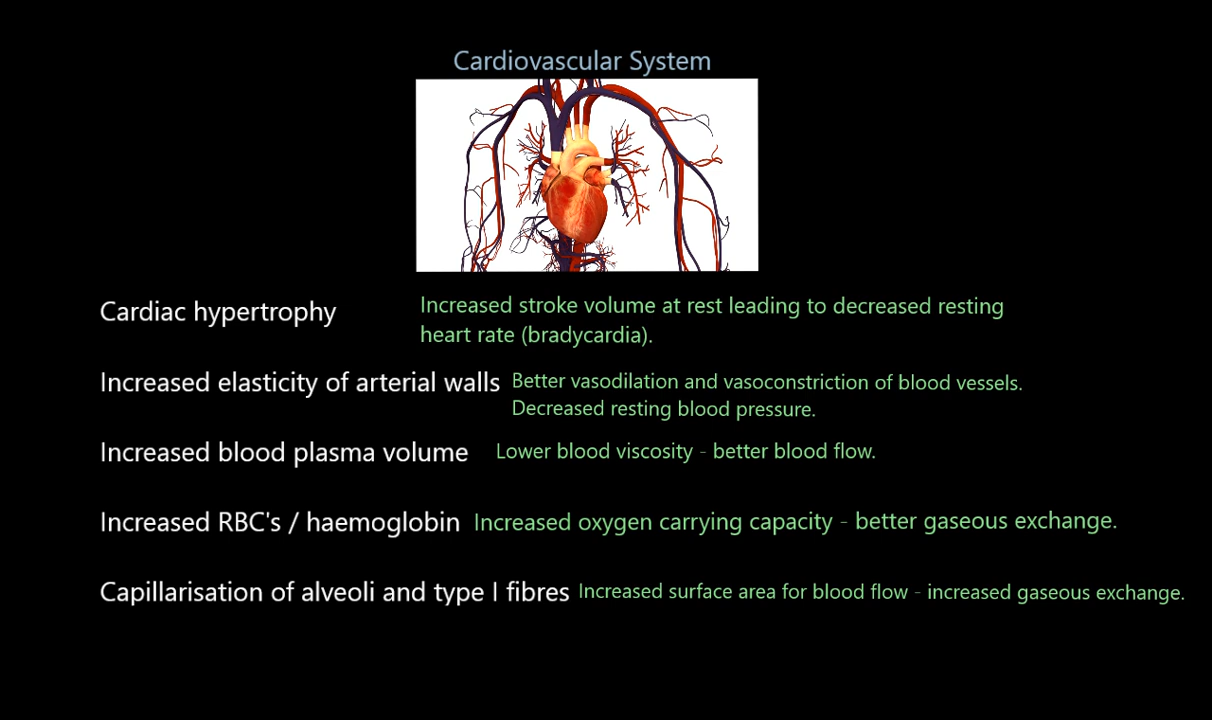 Cardiovascular System
Cardiac hypertrophy
Increased stroke volume at rest leading to decreased resting
heart rate (bradycardia).
Increased elasticity of arterial walls
Better vasodilation and vasoconstriction of blood vessels.
Decreased resting blood pressure.
Increased blood plasma volume
Lower blood viscosity - better blood flow.
Increased RBC's / haemoglobin
Increased oxygen carrying capacity - better gaseous exchange.
Capillarisation of alveoli and type I fibres
Increased surface area for blood flow - increased gaseous exchange.